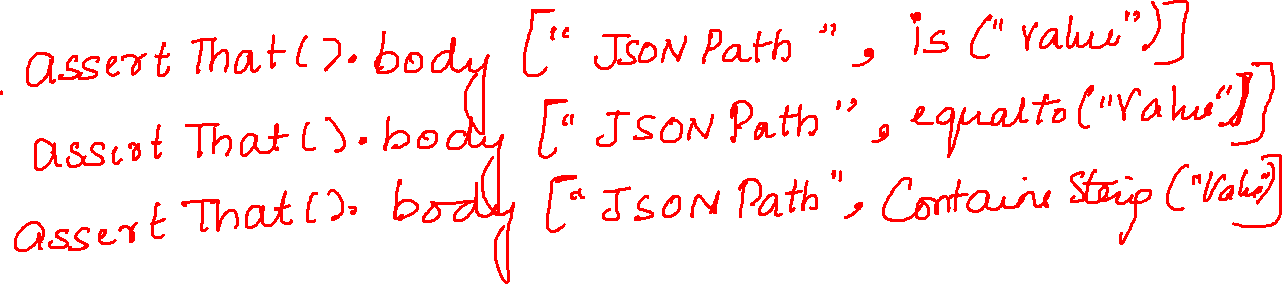 assert That(). body ["JSON Path", is ("value")]
assert That(). body ["JSON Path", equalto("Value")]
assert That(). body ["JSON Path", Contains String ("Value")]